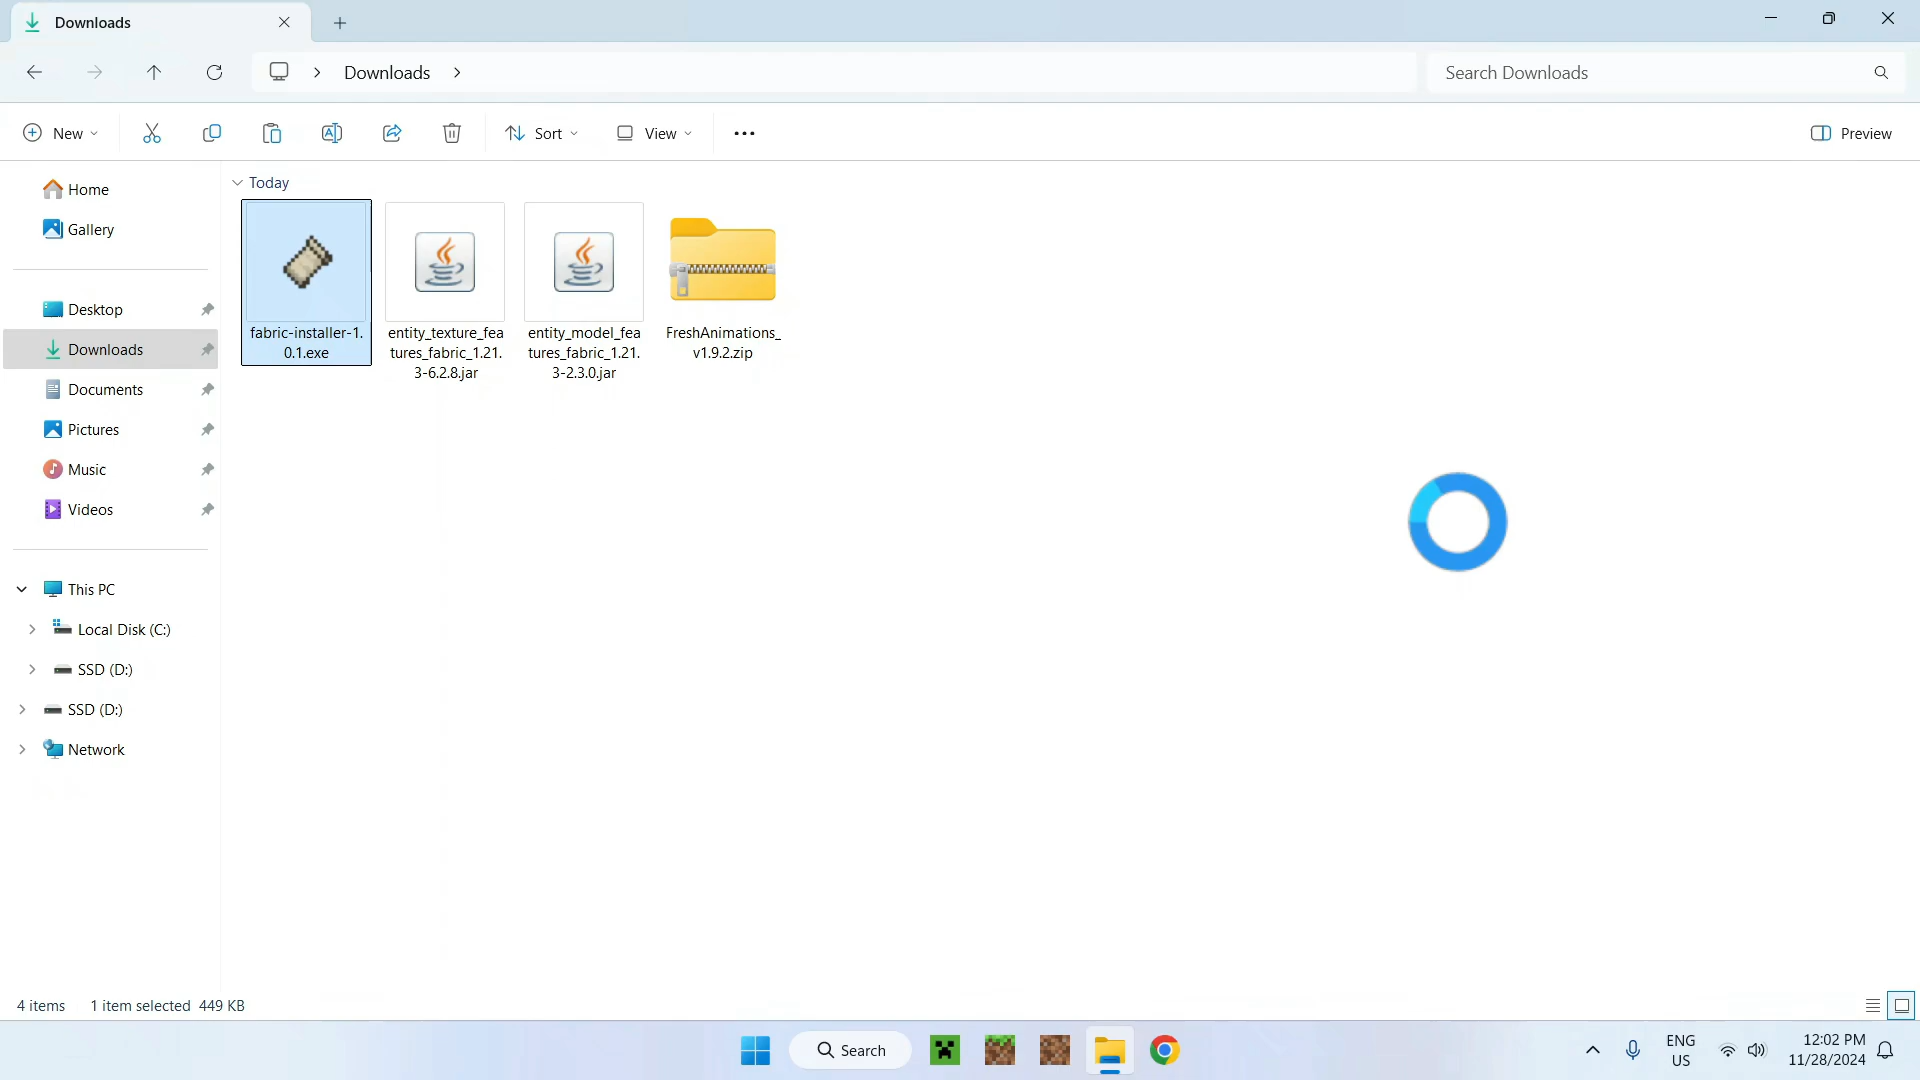 Downloads
Downloads
Search Downloads
New
Sort
View
Preview
Home
Gallery
Desktop
Downloads
Documents
Pictures
Music
Videos
This PC
Local Disk (C:)
SSD (D:)
SSD (D:)
Network
Today
fabric-installer-1.
0.1.exe
entity_texture_fea
tures_fabric_1.21.
3-6.2.8.jar
entity_model_fea
tures_fabric_1.21.
3-2.3.0.jar
FreshAnimations_
v1.9.2.zip
4 items
1 item selected 449 KB
Search
ENG
US
12:02 PM
11/28/2024